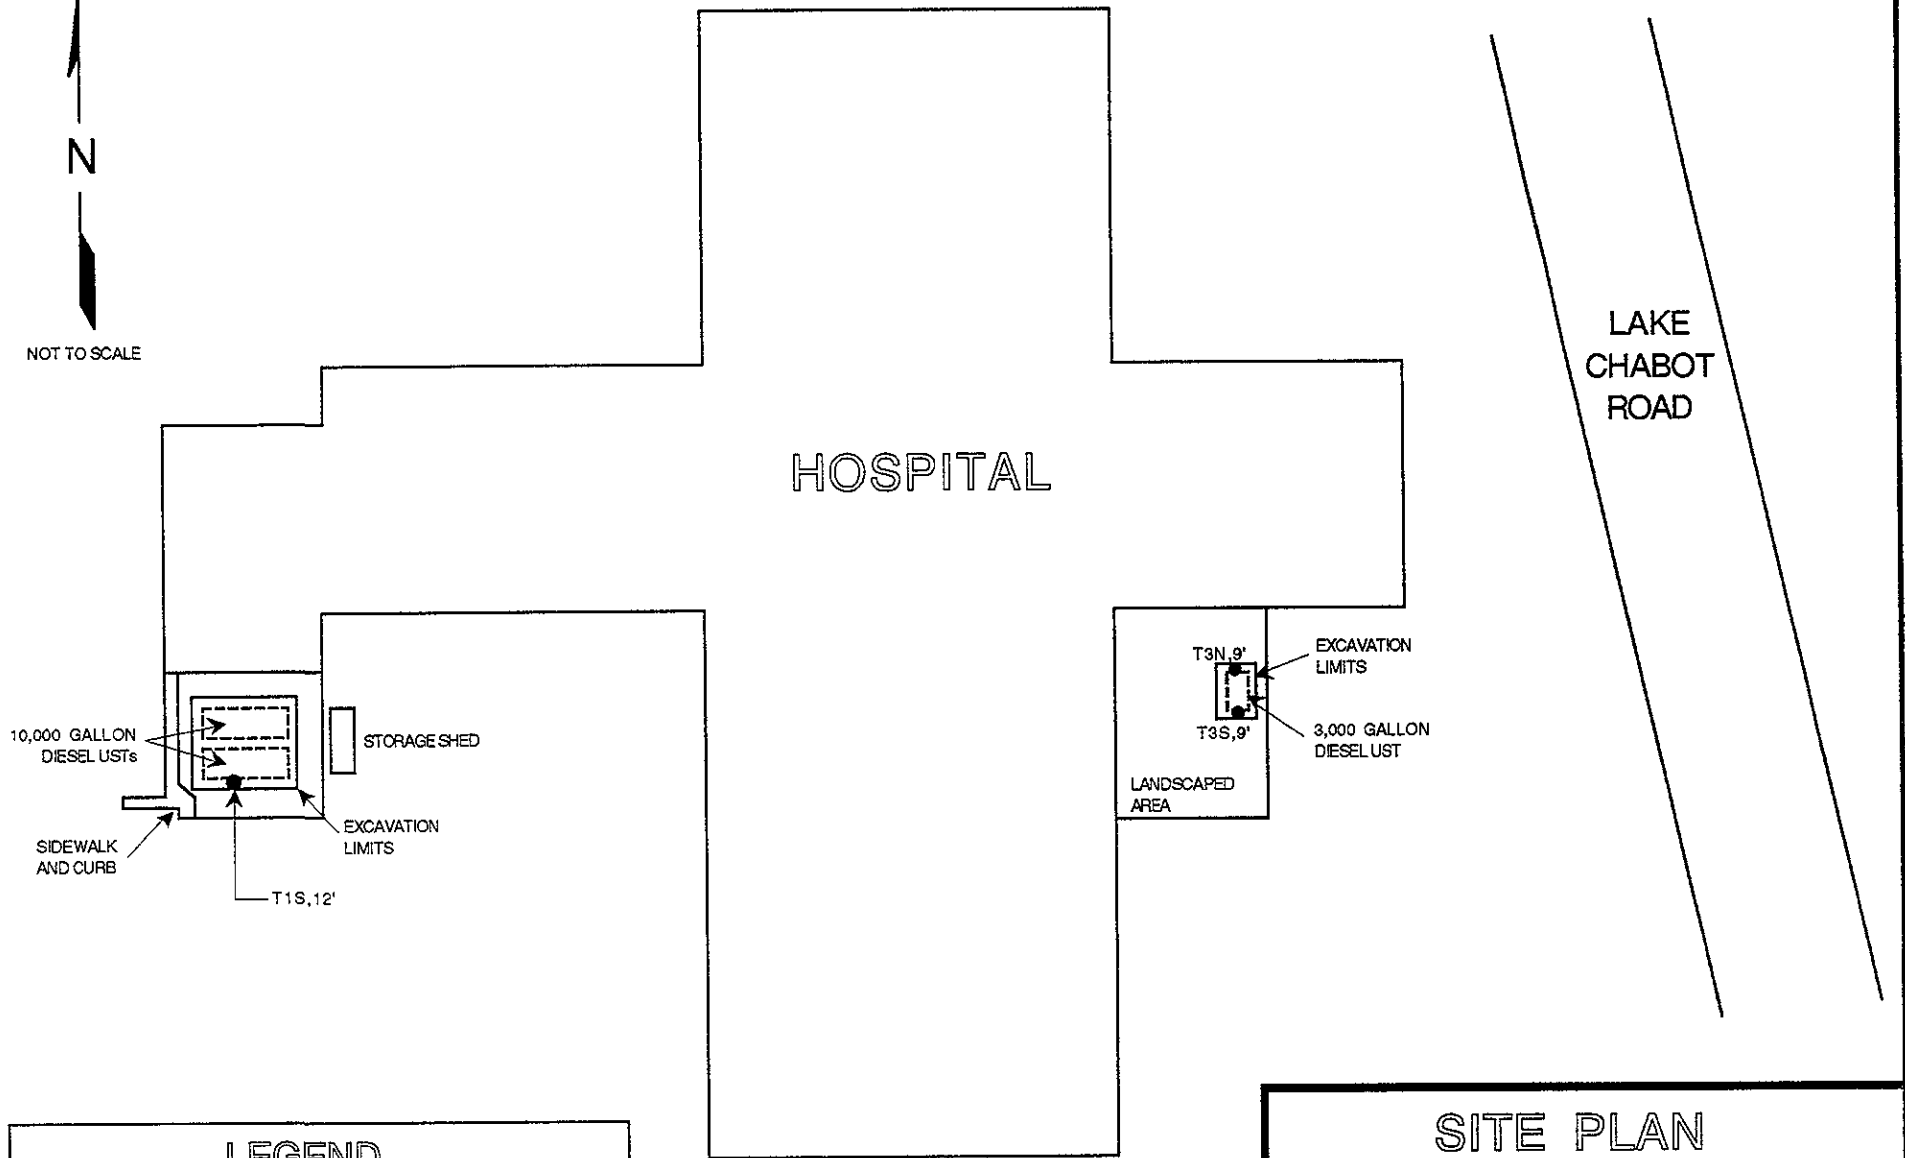 N
NOT TO SCALE
HOSPITAL
LAKE
CHABOT
ROAD
T3N,9'
EXCAVATION
LIMITS
T3S,9'
3,000 GALLON
DIESEL UST
LANDSCAPED
AREA
10,000 GALLON
DIESEL USTs
STORAGE SHED
SIDEWALK
AND CURB
EXCAVATION
LIMITS
T1S,12'
LEGEND
SITE PLAN